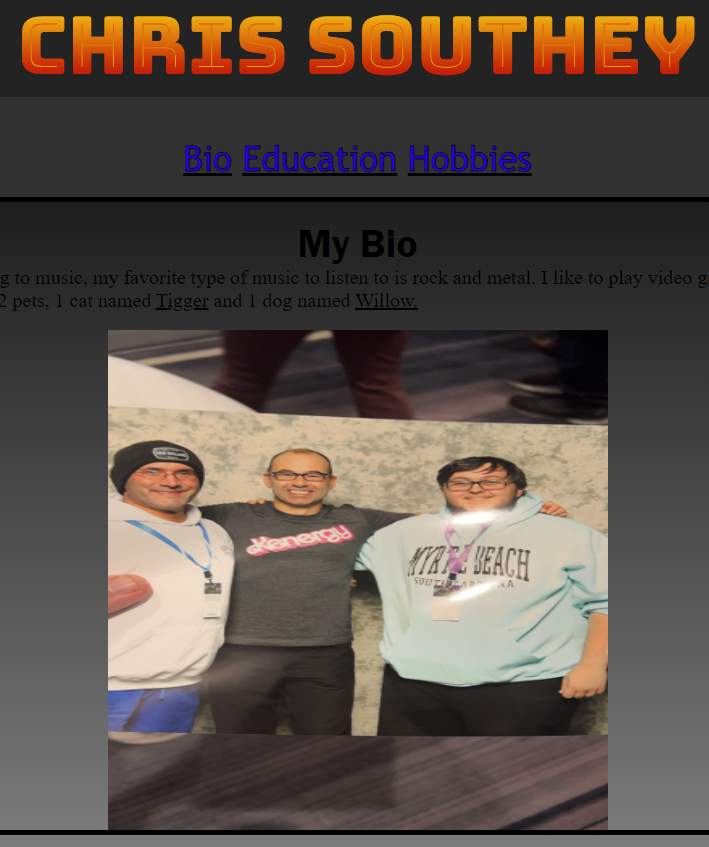 CHRIS SOUTHEY
Bio Education Hobbies
My Bio
g to music, my favorite type of music to listen to is rock and metal. I like to play video g
2 pets, 1 cat named Tigger and 1 dog named Willow.
Kenergy
MYRTLE BEACH
SOUTH CAROLINA